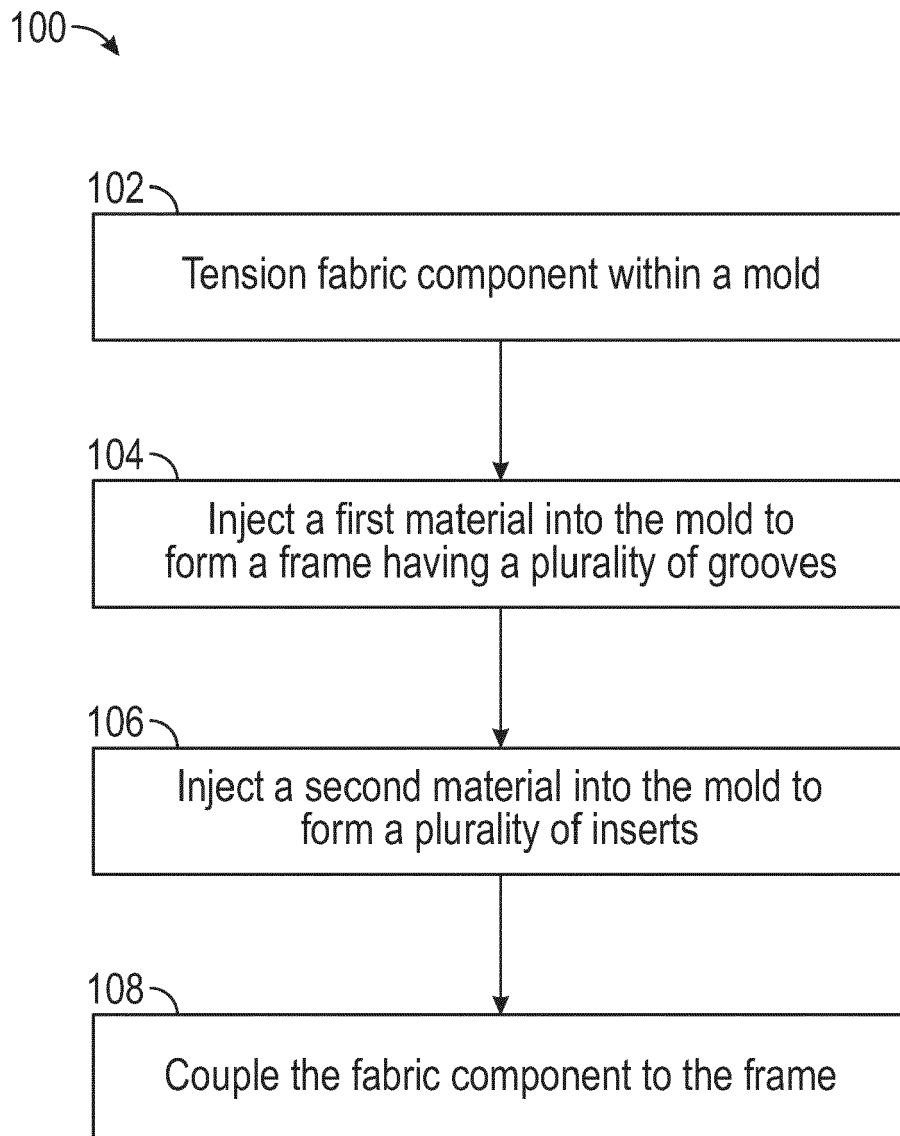 100
102
Tension fabric component within a mold
104
Inject a first material into the mold to
form a frame having a plurality of grooves
106
Inject a second material into the mold to
form a plurality of inserts
108
Couple the fabric component to the frame